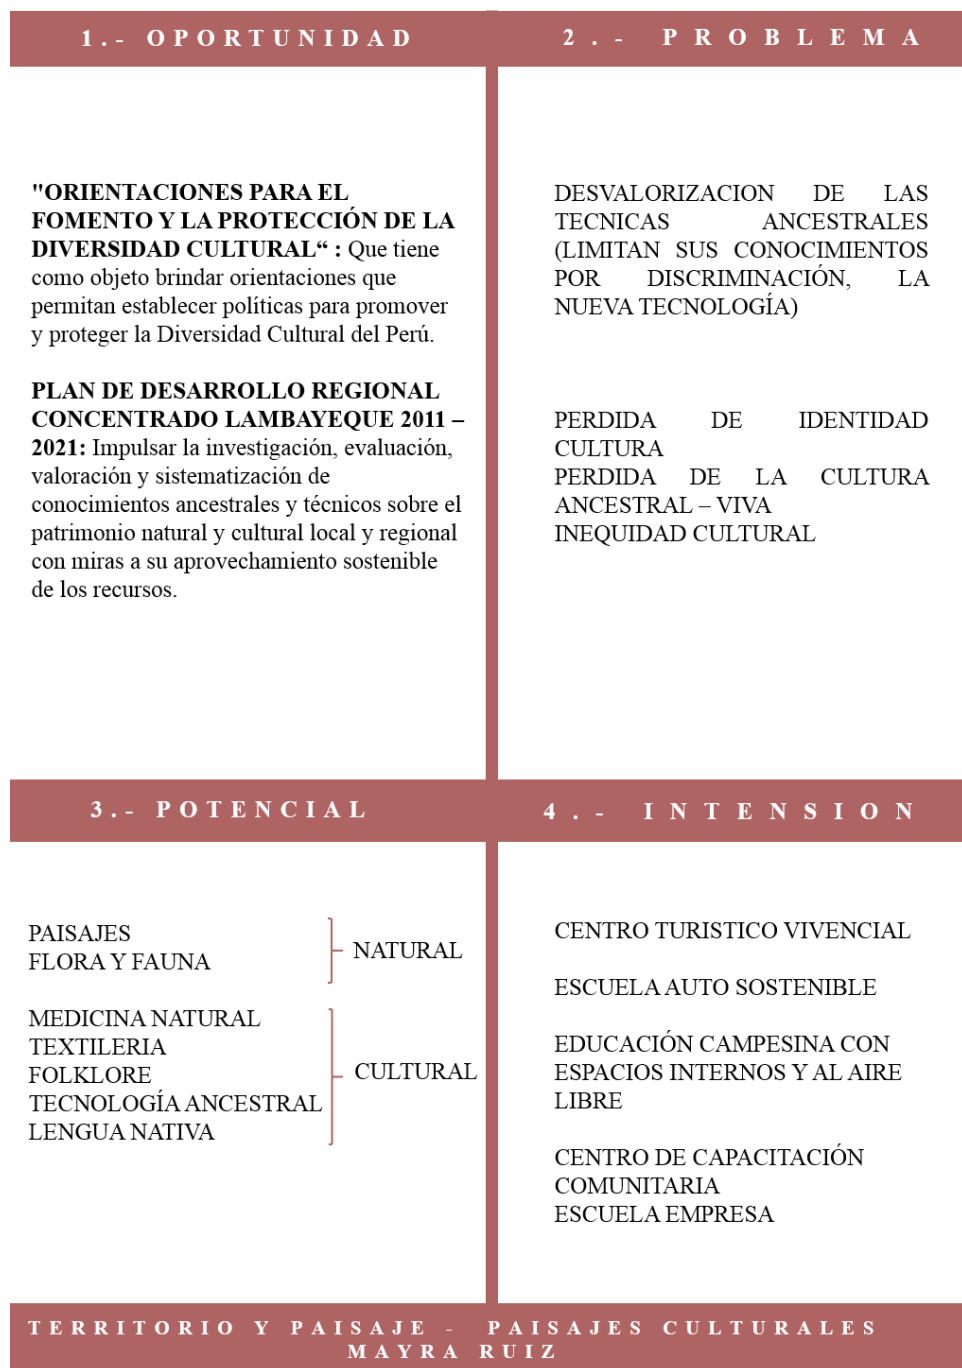 1.- OPORTUNIDAD
"ORIENTACIONES PARA EL
FOMENTO Y LA PROTECCIÓN DE LA
DIVERSIDAD CULTURAL“ : Que tiene
como objeto brindar orientaciones que
permitan establecer políticas para promover
y proteger la Diversidad Cultural del Perú.
PLAN DE DESARROLLO REGIONAL
CONCENTRADO LAMBAYEQUE 2011 –
2021: Impulsar la investigación, evaluación,
valoración y sistematización de
conocimientos ancestrales y técnicos sobre el
patrimonio natural y cultural local y regional
con miras a su aprovechamiento sostenible
de los recursos.
2.- PROBLEMA
DESVALORIZACION DE LAS
TECNICAS ANCESTRALES
(LIMITAN SUS CONOCIMIENTOS
POR DISCRIMINACIÓN, LA
NUEVA TECNOLOGÍA)
PERDIDA DE IDENTIDAD
CULTURA
PERDIDA DE LA CULTURA
ANCESTRAL – VIVA
INEQUIDAD CULTURAL
3.- POTENCIAL
PAISAJES
FLORA Y FAUNA
NATURAL
MEDICINA NATURAL
TEXTILERIA
FOLKLORE
TECNOLOGÍA ANCESTRAL
LENGUA NATIVA
CULTURAL
4.- INTENSION
CENTRO TURISTICO VIVENCIAL
ESCUELA AUTO SOSTENIBLE
EDUCACIÓN CAMPESINA CON
ESPACIOS INTERNOS Y AL AIRE
LIBRE
CENTRO DE CAPACITACIÓN
COMUNITARIA
ESCUELA EMPRESA
TERRITORIO Y PAISAJE - PAISAJES CULTURALES
MAYRA RUIZ